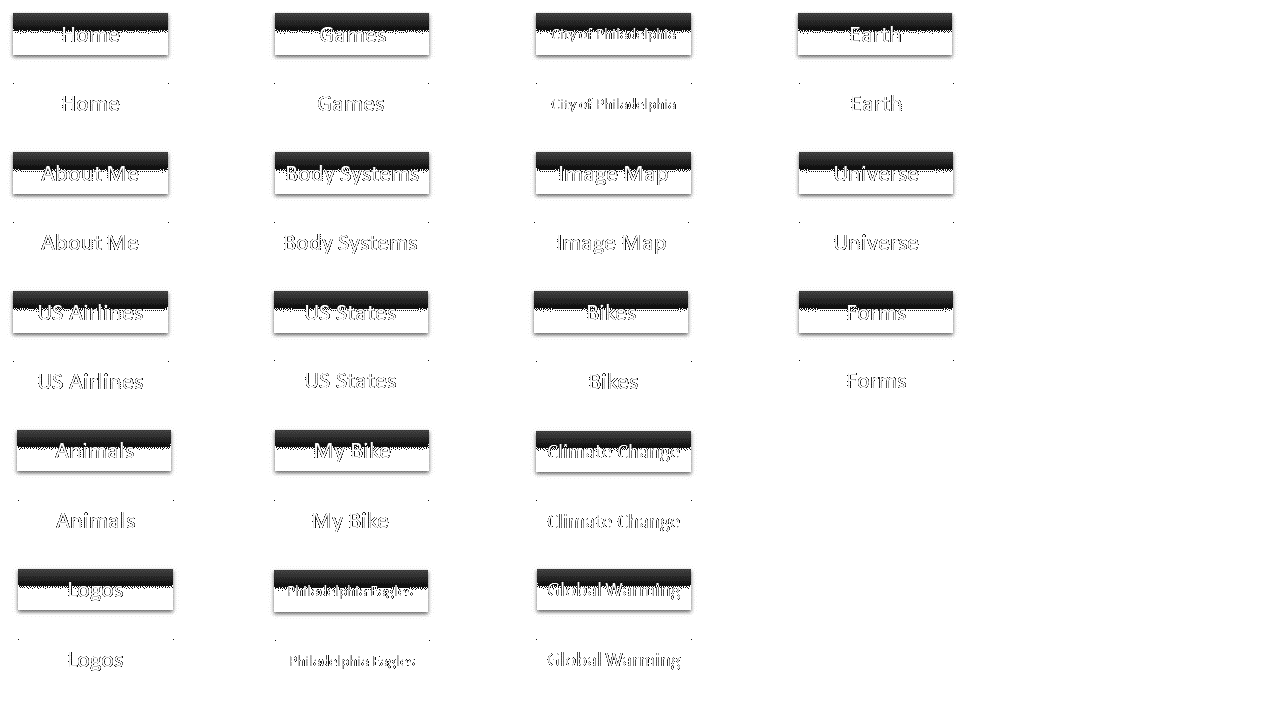 Home Games City of Philadelphia Earth
Home Games City of Philadelphia Earth
About Me Body Systems Image Map Universe
About Me Body Systems Image Map Universe
US Airlines US States Bikes Forms
US Airlines US States Bikes Forms
Animals My Bike Climate Change
Animals My Bike Climate Change
Logos Philadelphia Eagles Global Warming
Logos Philadelphia Eagles Global Warming